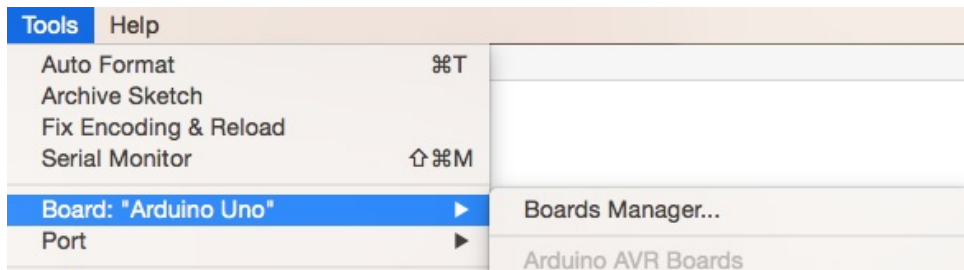 Tools Help
Auto Format ⌘T
Archive Sketch
Fix Encoding & Reload
Serial Monitor ⇧⌘M
Board: "Arduino Uno" ▶ Boards Manager...
Port ▶
Arduino AVR Boards